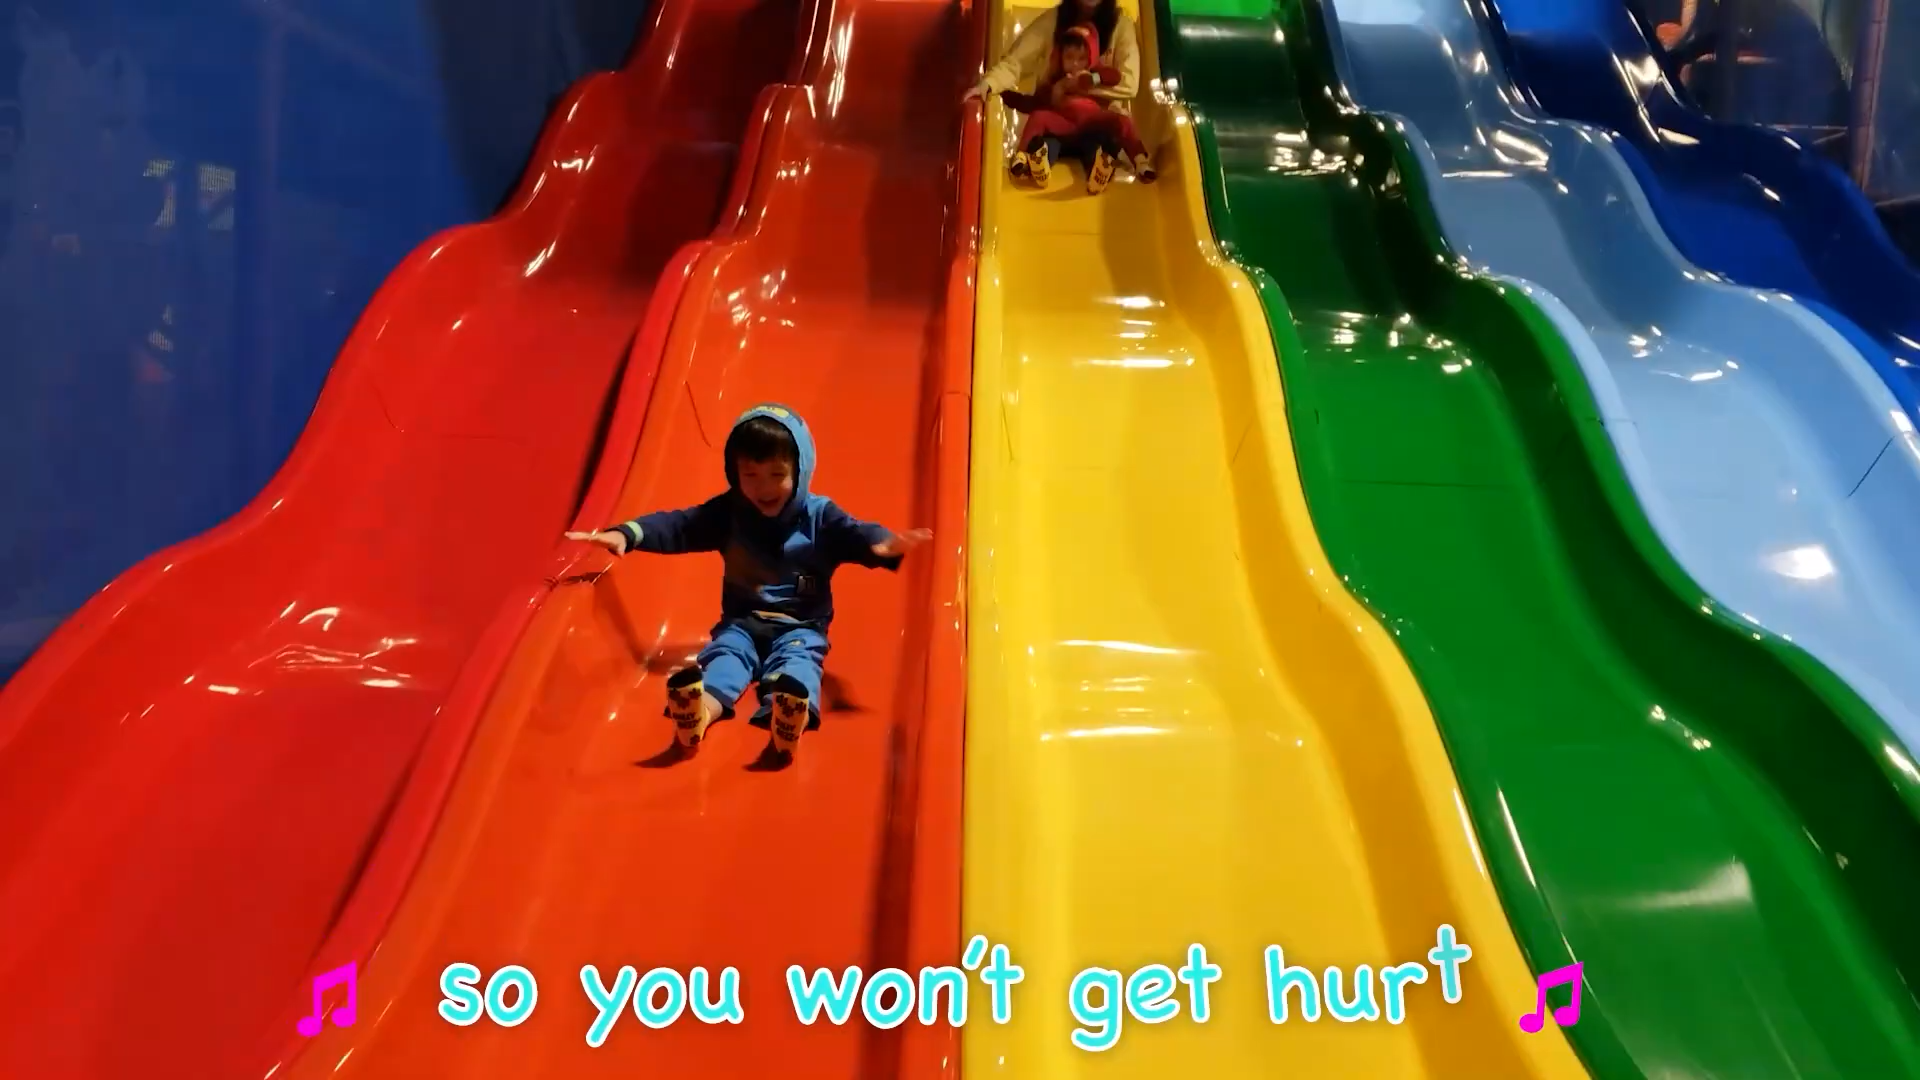 ♫ so you won't get hurt ♫